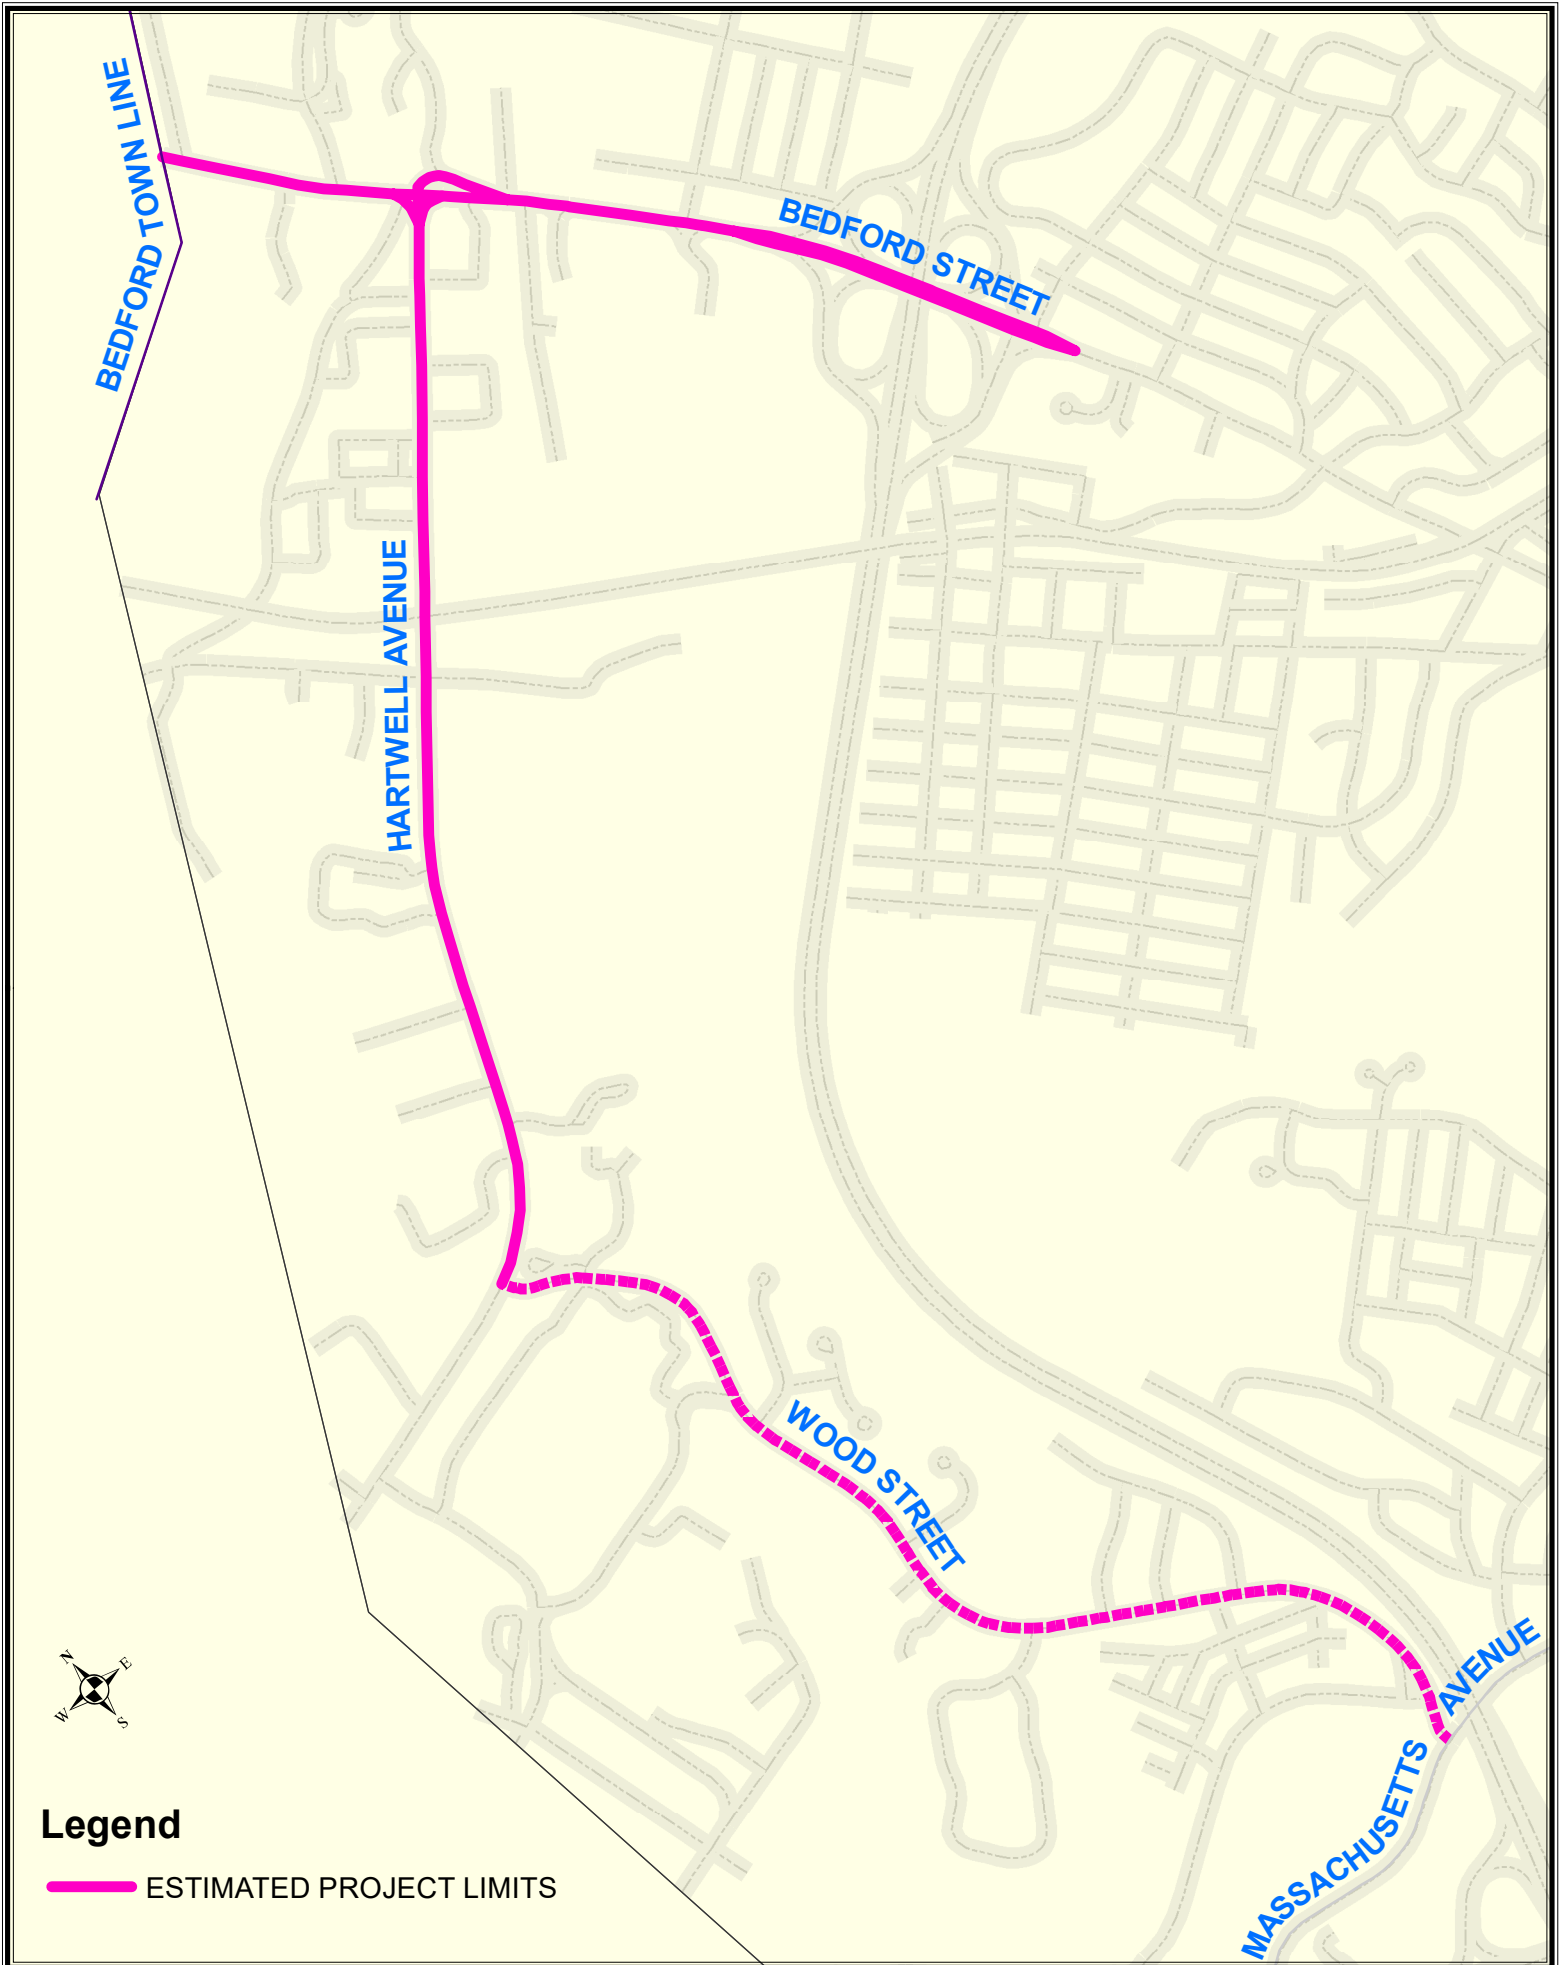 BEDFORD TOWN LINE
BEDFORD STREET
HARTWELL AVENUE
WOOD STREET
MASSACHUSETTS AVENUE
N
E
W
S
Legend
ESTIMATED PROJECT LIMITS